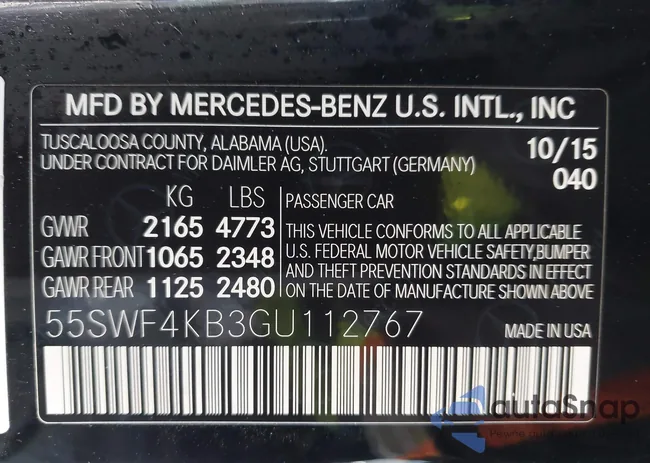 MFD BY MERCEDES-BENZ U.S. INTL., INC
TUSCALOOSA COUNTY, ALABAMA (USA).
UNDER CONTRACT FOR DAIMLER AG, STUTTGART (GERMANY)
10/15
040
KG LBS
GVWR 2165 4773
GAWR FRONT 1065 2348
GAWR REAR 1125 2480
PASSENGER CAR
THIS VEHICLE CONFORMS TO ALL APPLICABLE
U.S. FEDERAL MOTOR VEHICLE SAFETY,BUMPER
AND THEFT PREVENTION STANDARDS IN EFFECT
ON THE DATE OF MANUFACTURE SHOWN ABOVE
55SWF4KB3GU112767
MADE IN USA
autoSnap